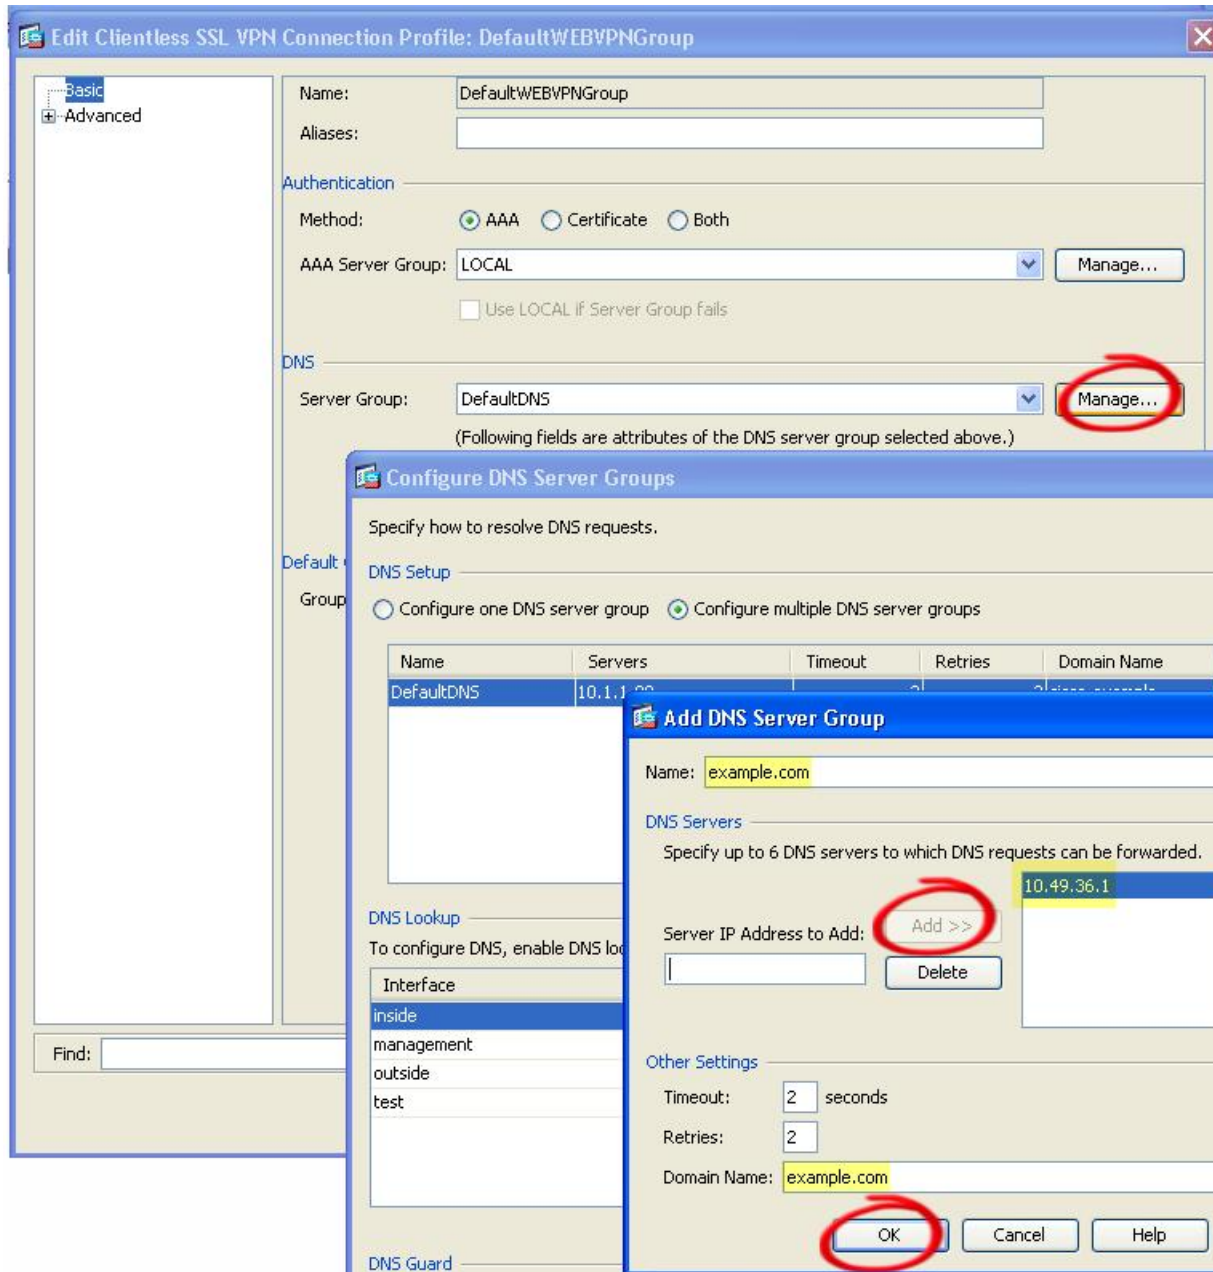 Edit Clientless SSL VPN Connection Profile: DefaultWEBVPNGroup
Basic
Advanced
Name: DefaultWEBVPNGroup
Aliases:
Authentication
Method: AAA Certificate Both
AAA Server Group: LOCAL Manage...
Use LOCAL if Server Group fails
DNS
Server Group: DefaultDNS Manage...
(Following fields are attributes of the DNS server group selected above.)
Default
Group
Find:
Configure DNS Server Groups
Specify how to resolve DNS requests.
DNS Setup
Configure one DNS server group Configure multiple DNS server groups
Name Servers Timeout Retries Domain Name
DefaultDNS
DNS Lookup
To configure DNS, enable DNS
Interface
inside
management
outside
test
DNS Guard
Add DNS Server Group
Name: example.com
DNS Servers
Specify up to 6 DNS servers to which DNS requests can be forwarded.
10.49.36.1
Server IP Address to Add: Add >>
Delete
Other Settings
Timeout: 2 seconds
Retries: 2
Domain Name: example.com
OK Cancel Help